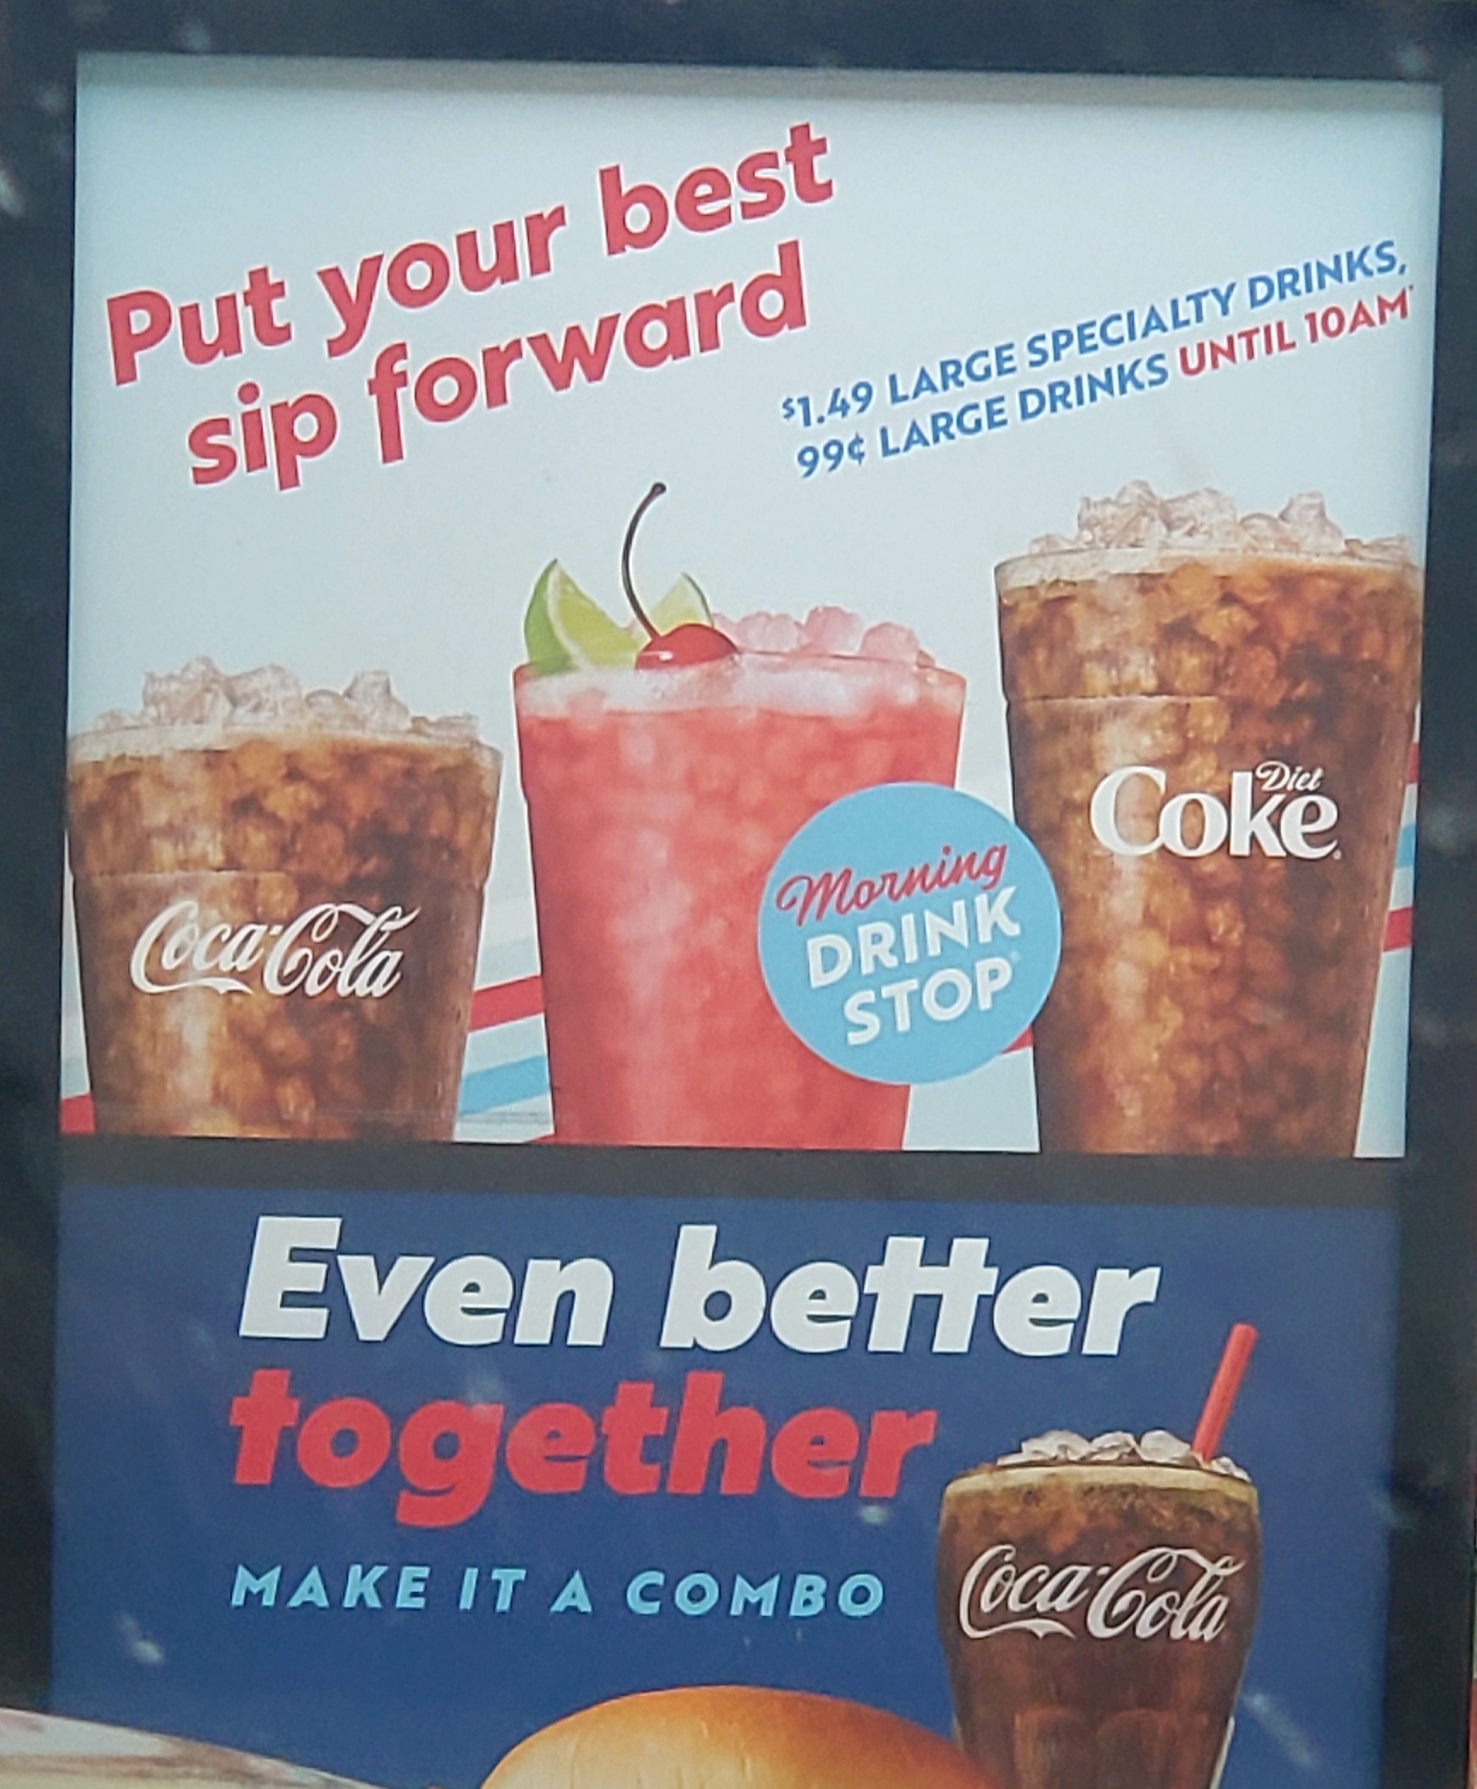 Put your best
sip forward
$1.49 LARGE SPECIALTY DRINKS,
99¢ LARGE DRINKS UNTIL 10AM*
Coca-Cola
Morning
DRINK
STOP®
Diet
Coke®
Even better
together
MAKE IT A COMBO
Coca-Cola